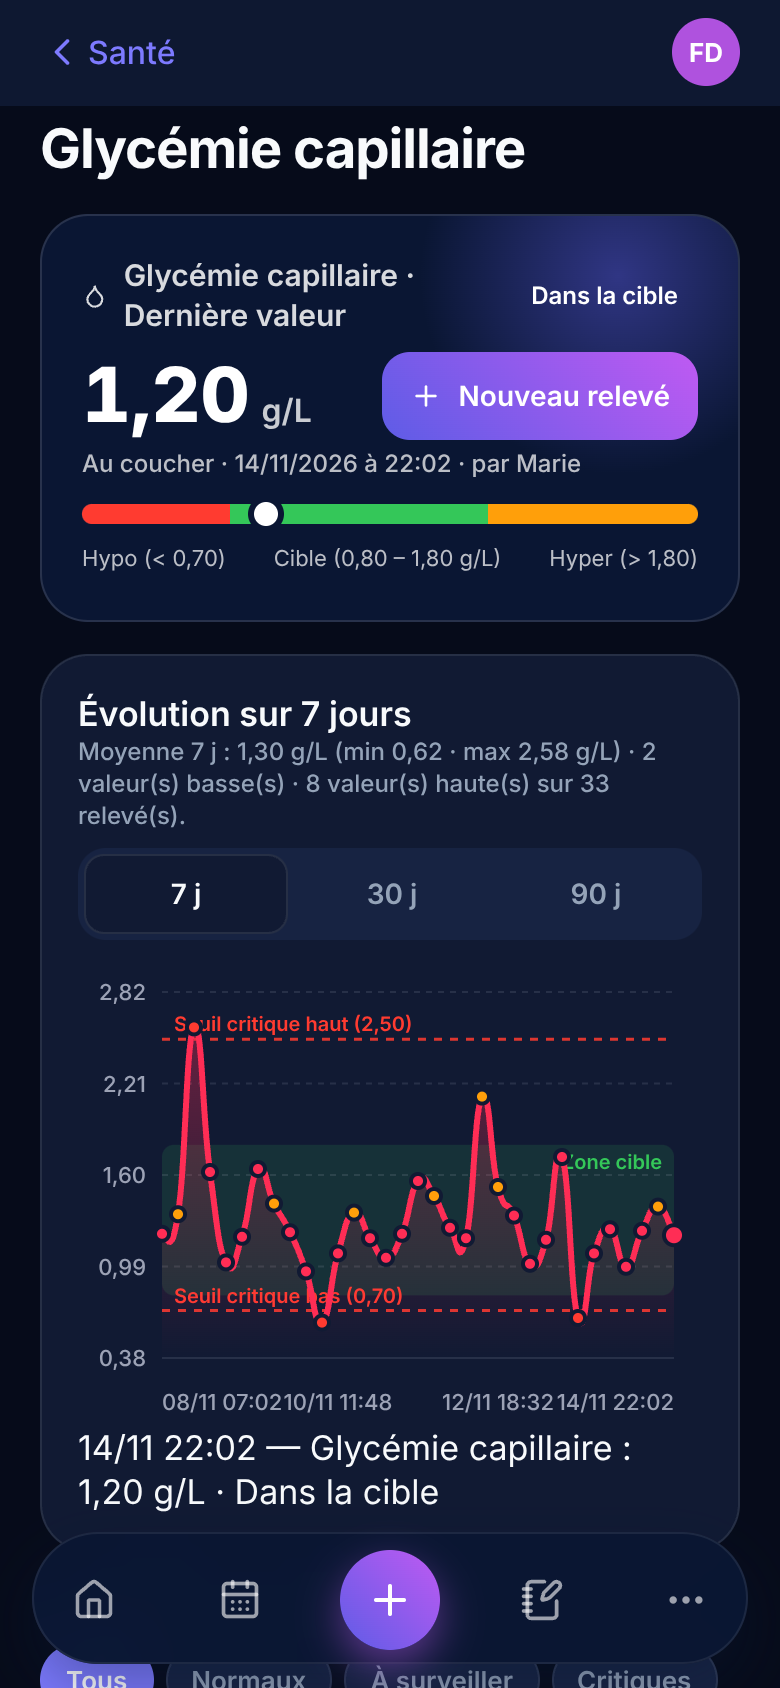 Santé
FD
Glycémie capillaire
Glycémie capillaire ·
Dernière valeur
Dans la cible
1,20 g/L
Nouveau relevé
Au coucher · 14/11/2026 à 22:02 · par Marie
Hypo (< 0,70)
Cible (0,80 – 1,80 g/L)
Hyper (> 1,80)
Évolution sur 7 jours
Moyenne 7 j : 1,30 g/L (min 0,62 · max 2,58 g/L) · 2
valeur(s) basse(s) · 8 valeur(s) haute(s) sur 33
relevé(s).
7 j
30 j
90 j
2,82
Seuil critique haut (2,50)
2,21
Zone cible
1,60
0,99
Seuil critique bas (0,70)
0,38
08/11 07:02
10/11 11:48
12/11 18:32
14/11 22:02
14/11 22:02 — Glycémie capillaire :
1,20 g/L · Dans la cible
Tous
Normaux
À surveiller
Critiques